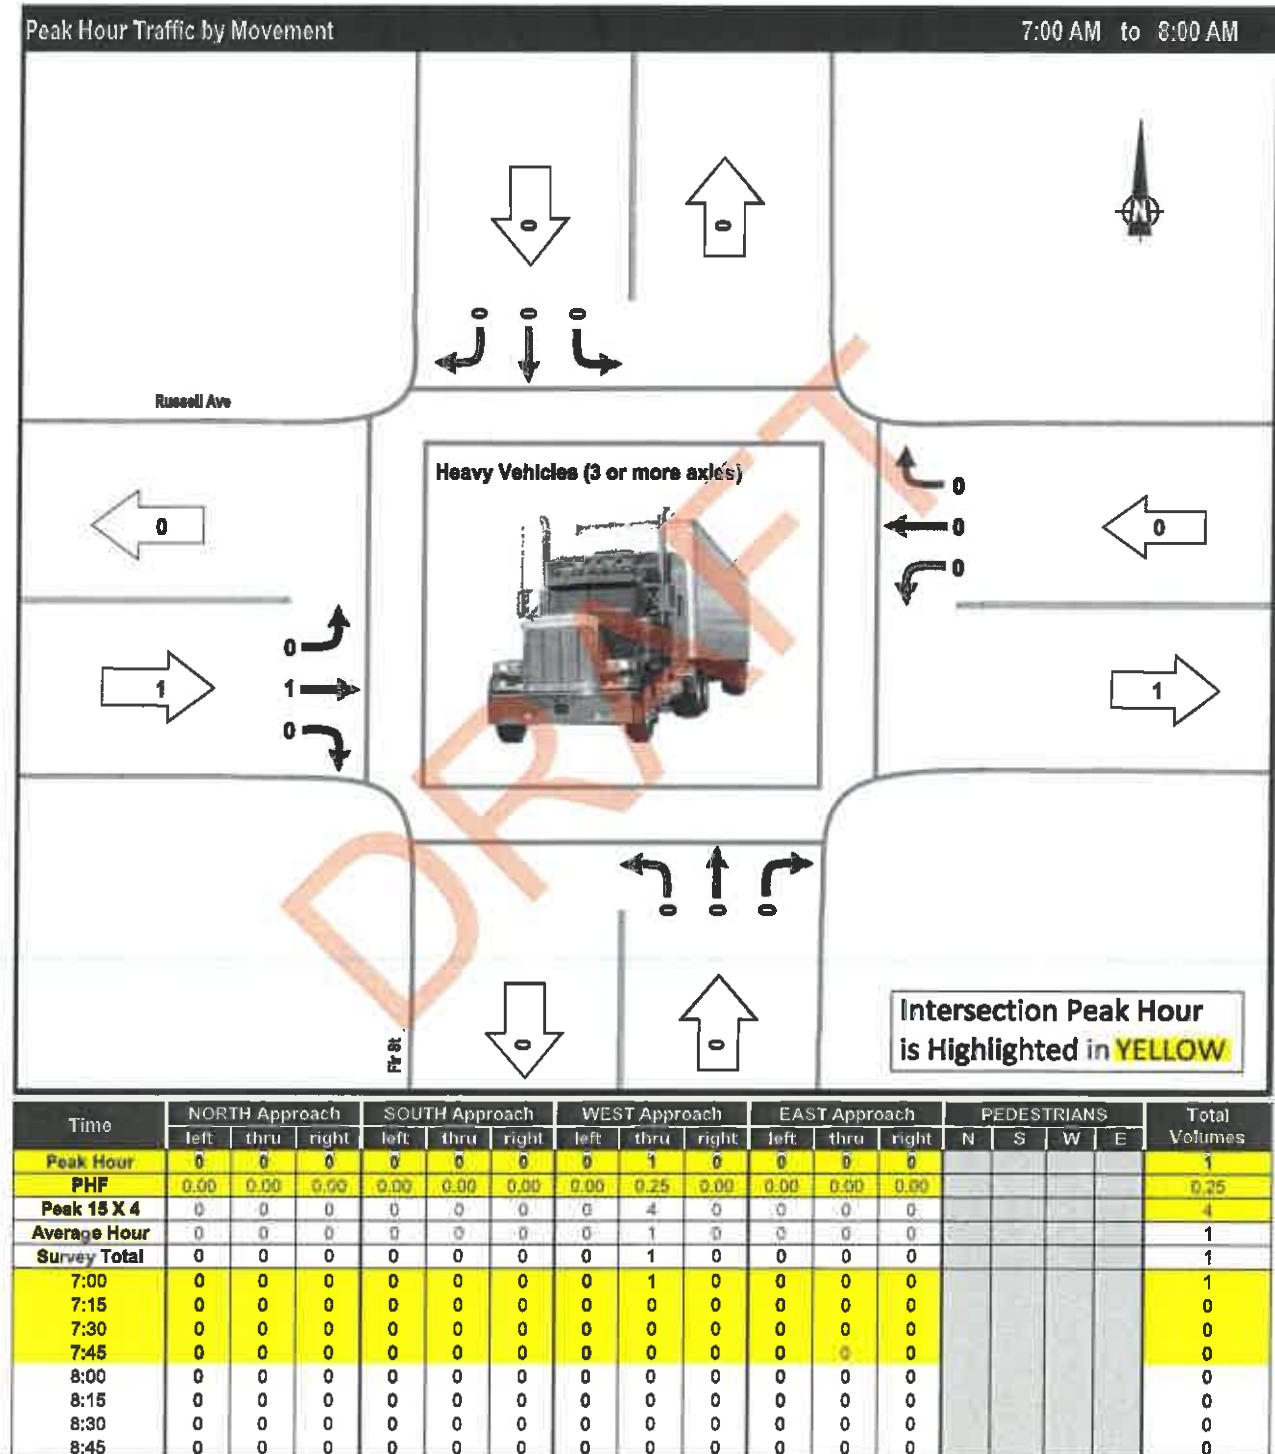 Peak Hour Traffic by Movement 7:00 AM to 8:00 AM
0 0
0 0 0
Russell Ave
Heavy Vehicles (3 or more axles)
N
0
0 0 0
0
0
1 1 1
0
DRAFT
0 0 0
Intersection Peak Hour
is Highlighted in YELLOW
Fir St
0 0
Time NORTH Approach SOUTH Approach WEST Approach EAST Approach PEDESTRIANS Total
left thru right left thru right left thru right left thru right N S W E Volumes
Peak Hour 0 0 0 0 0 0 0 1 0 0 0 0 1
PHF 0.00 0.00 0.00 0.00 0.00 0.00 0.00 0.25 0.00 0.00 0.00 0.00 0.25
Peak 15 X 4 0 0 0 0 0 0 0 4 0 0 0 0 4
Average Hour 0 0 0 0 0 0 0 1 0 0 0 0 1
Survey Total 0 0 0 0 0 0 0 1 0 0 0 0 1
7:00 0 0 0 0 0 0 0 1 0 0 0 0 1
7:15 0 0 0 0 0 0 0 0 0 0 0 0 0
7:30 0 0 0 0 0 0 0 0 0 0 0 0 0
7:45 0 0 0 0 0 0 0 0 0 0 0 0 0
8:00 0 0 0 0 0 0 0 0 0 0 0 0 0
8:15 0 0 0 0 0 0 0 0 0 0 0 0 0
8:30 0 0 0 0 0 0 0 0 0 0 0 0 0
8:45 0 0 0 0 0 0 0 0 0 0 0 0 0